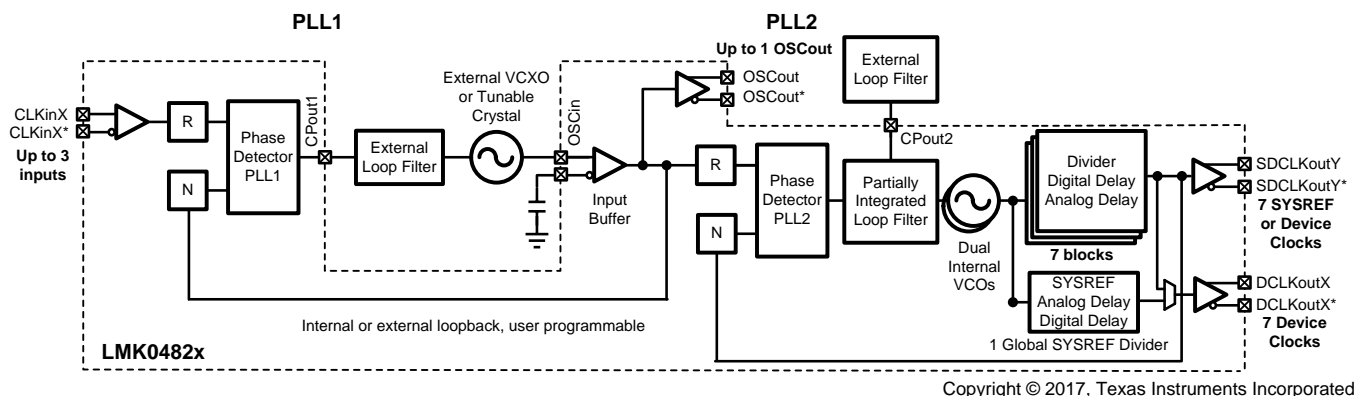 PLL1
PLL2
Up to 1 OSCout
External
Loop Filter
External VCXO
or Tunable
Crystal
OSCout
OSCout*
CLKinX
CLKinX*
Up to 3
inputs
R
N
Phase
Detector
PLL1
CPout1
External
Loop Filter
OSCin
Input
Buffer
R
N
Phase
Detector
PLL2
CPout2
Partially
Integrated
Loop Filter
Dual
Internal
VCOs
Divider
Digital Delay
Analog Delay
7 blocks
SYSREF
Analog Delay
Digital Delay
1 Global SYSREF Divider
SDCLKoutY
SDCLKoutY*
7 SYSREF
or Device
Clocks
DCLKoutX
DCLKoutX*
7 Device
Clocks
Internal or external loopback, user programmable
LMK0482x
Copyright © 2017, Texas Instruments Incorporated